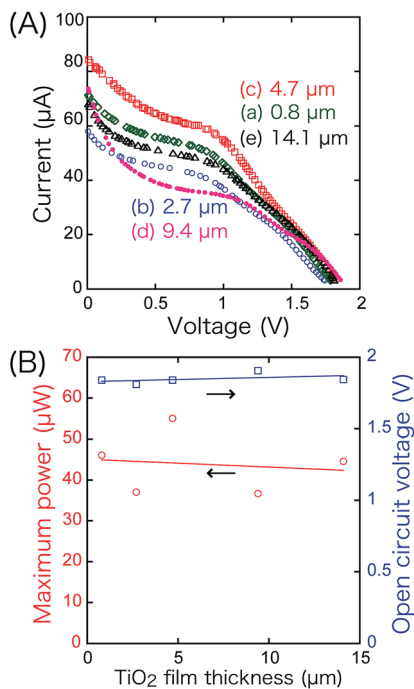 (A)
100
80
60
40
20
0
Current (μA)
(c) 4.7 μm
(a) 0.8 μm
(e) 14.1 μm
(b) 2.7 μm
(d) 9.4 μm
0 0.5 1.0 1.5 2
Voltage (V)
(B)
70
60
50
40
30
20
10
0
Maximum power (μW)
2
1.5
1
0.5
0
Open circuit voltage (V)
0 5 10 15
TiO2 film thickness (μm)